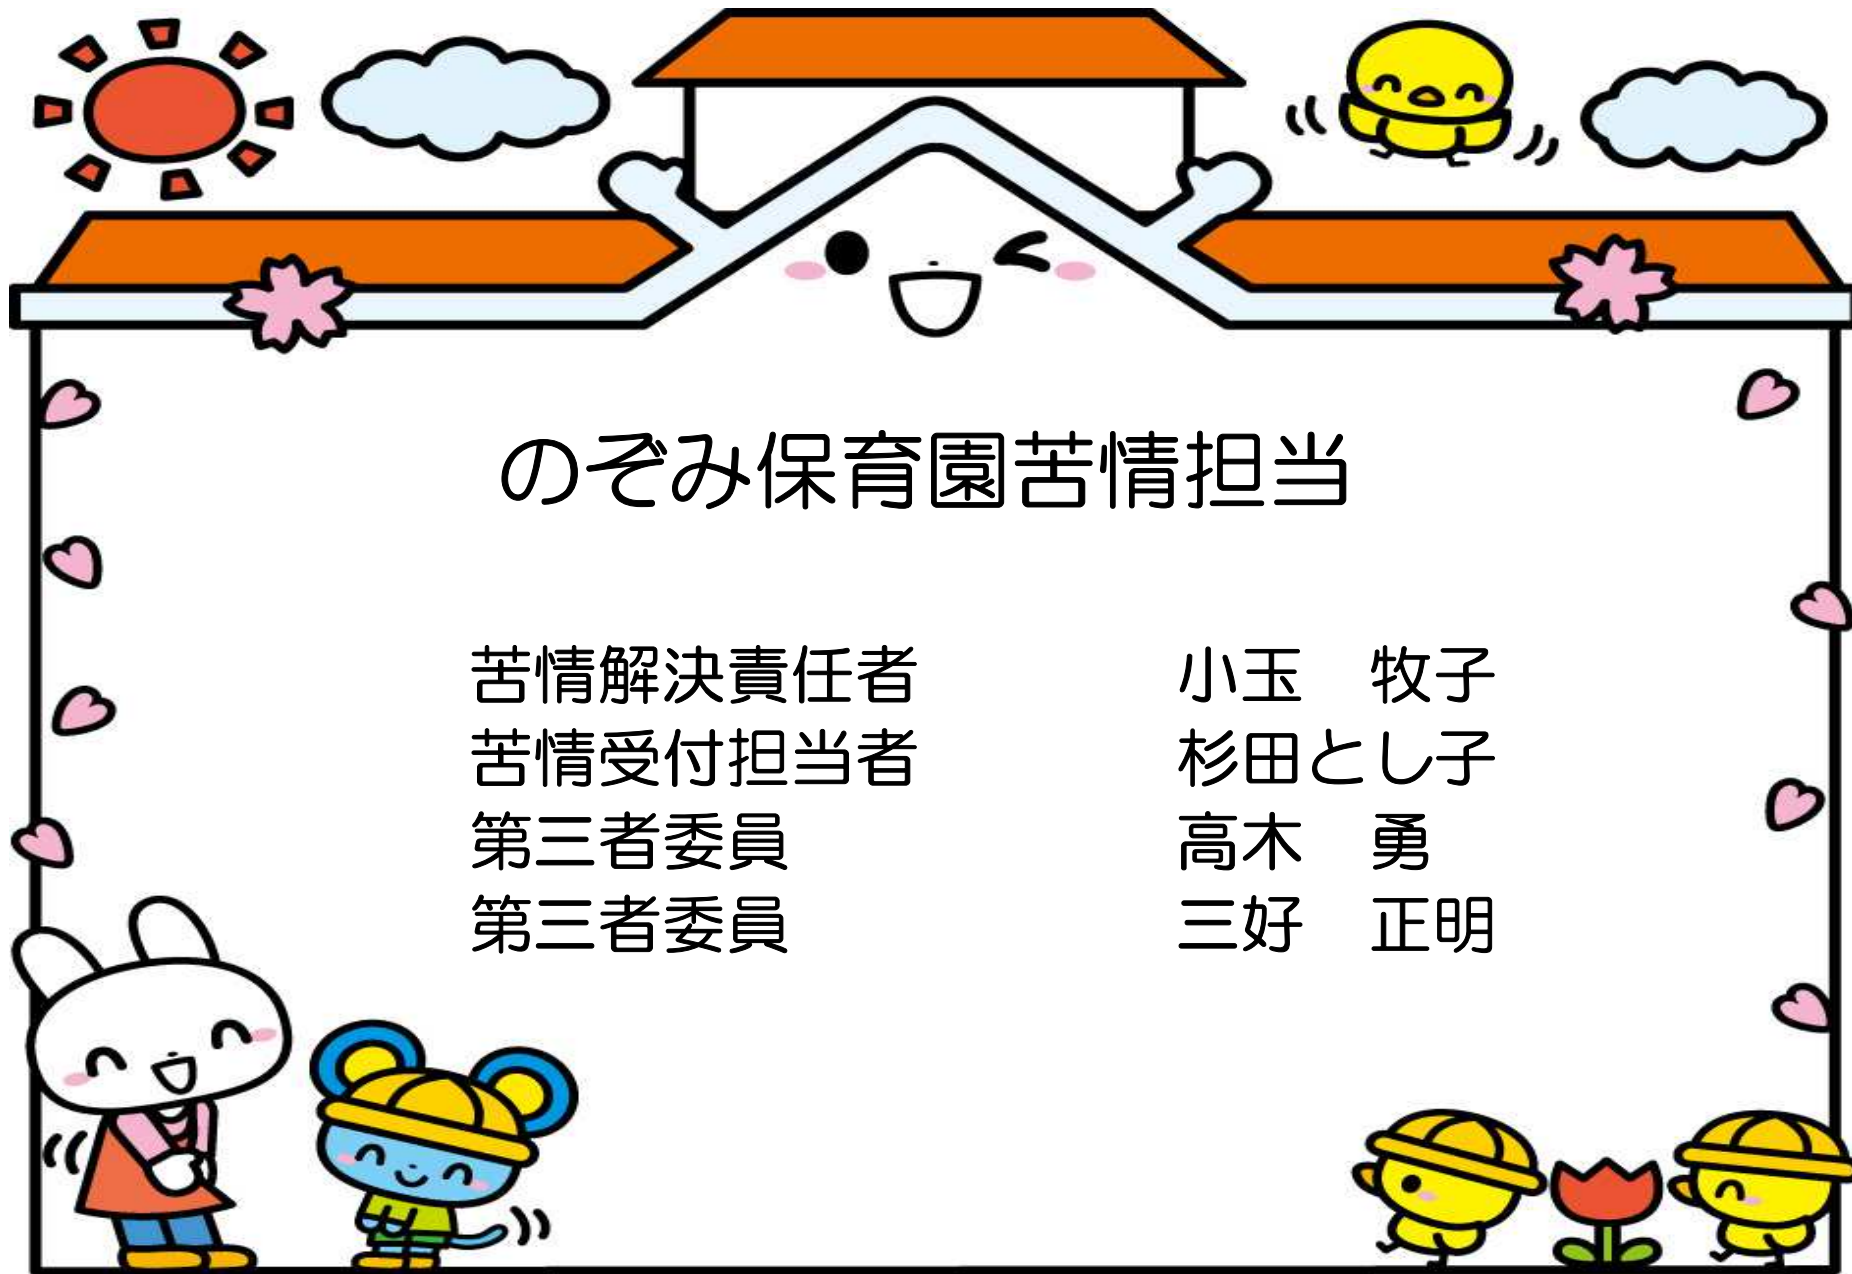 のぞみ保育園苦情担当
苦情解決責任者　小玉　牧子
苦情受付担当者　杉田とし子
第三者委員　高木　勇
第三者委員　三好　正明